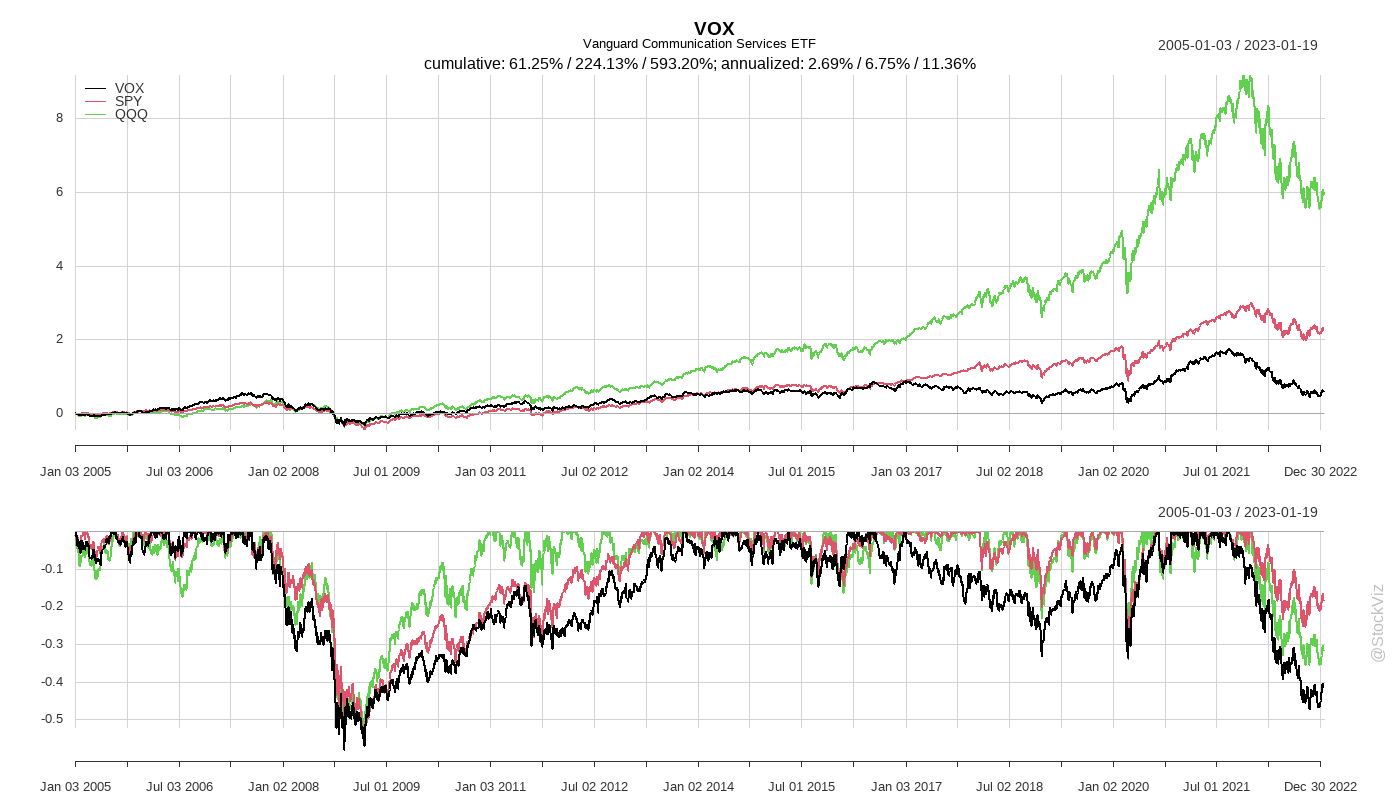 VOX
Vanguard Communication Services ETF
2005-01-03 / 2023-01-19
cumulative: 61.25% / 224.13% / 593.20%; annualized: 2.69% / 6.75% / 11.36%
VOX
SPY
QQQ
8
6
4
2
0
Jan 03 2005 Jul 03 2006 Jan 02 2008 Jul 01 2009 Jan 03 2011 Jul 02 2012 Jan 02 2014 Jul 01 2015 Jan 03 2017 Jul 02 2018 Jan 02 2020 Jul 01 2021 Dec 30 2022
2005-01-03 / 2023-01-19
-0.1
-0.2
-0.3
-0.4
-0.5
Jan 03 2005 Jul 03 2006 Jan 02 2008 Jul 01 2009 Jan 03 2011 Jul 02 2012 Jan 02 2014 Jul 01 2015 Jan 03 2017 Jul 02 2018 Jan 02 2020 Jul 01 2021 Dec 30 2022
@StockViz